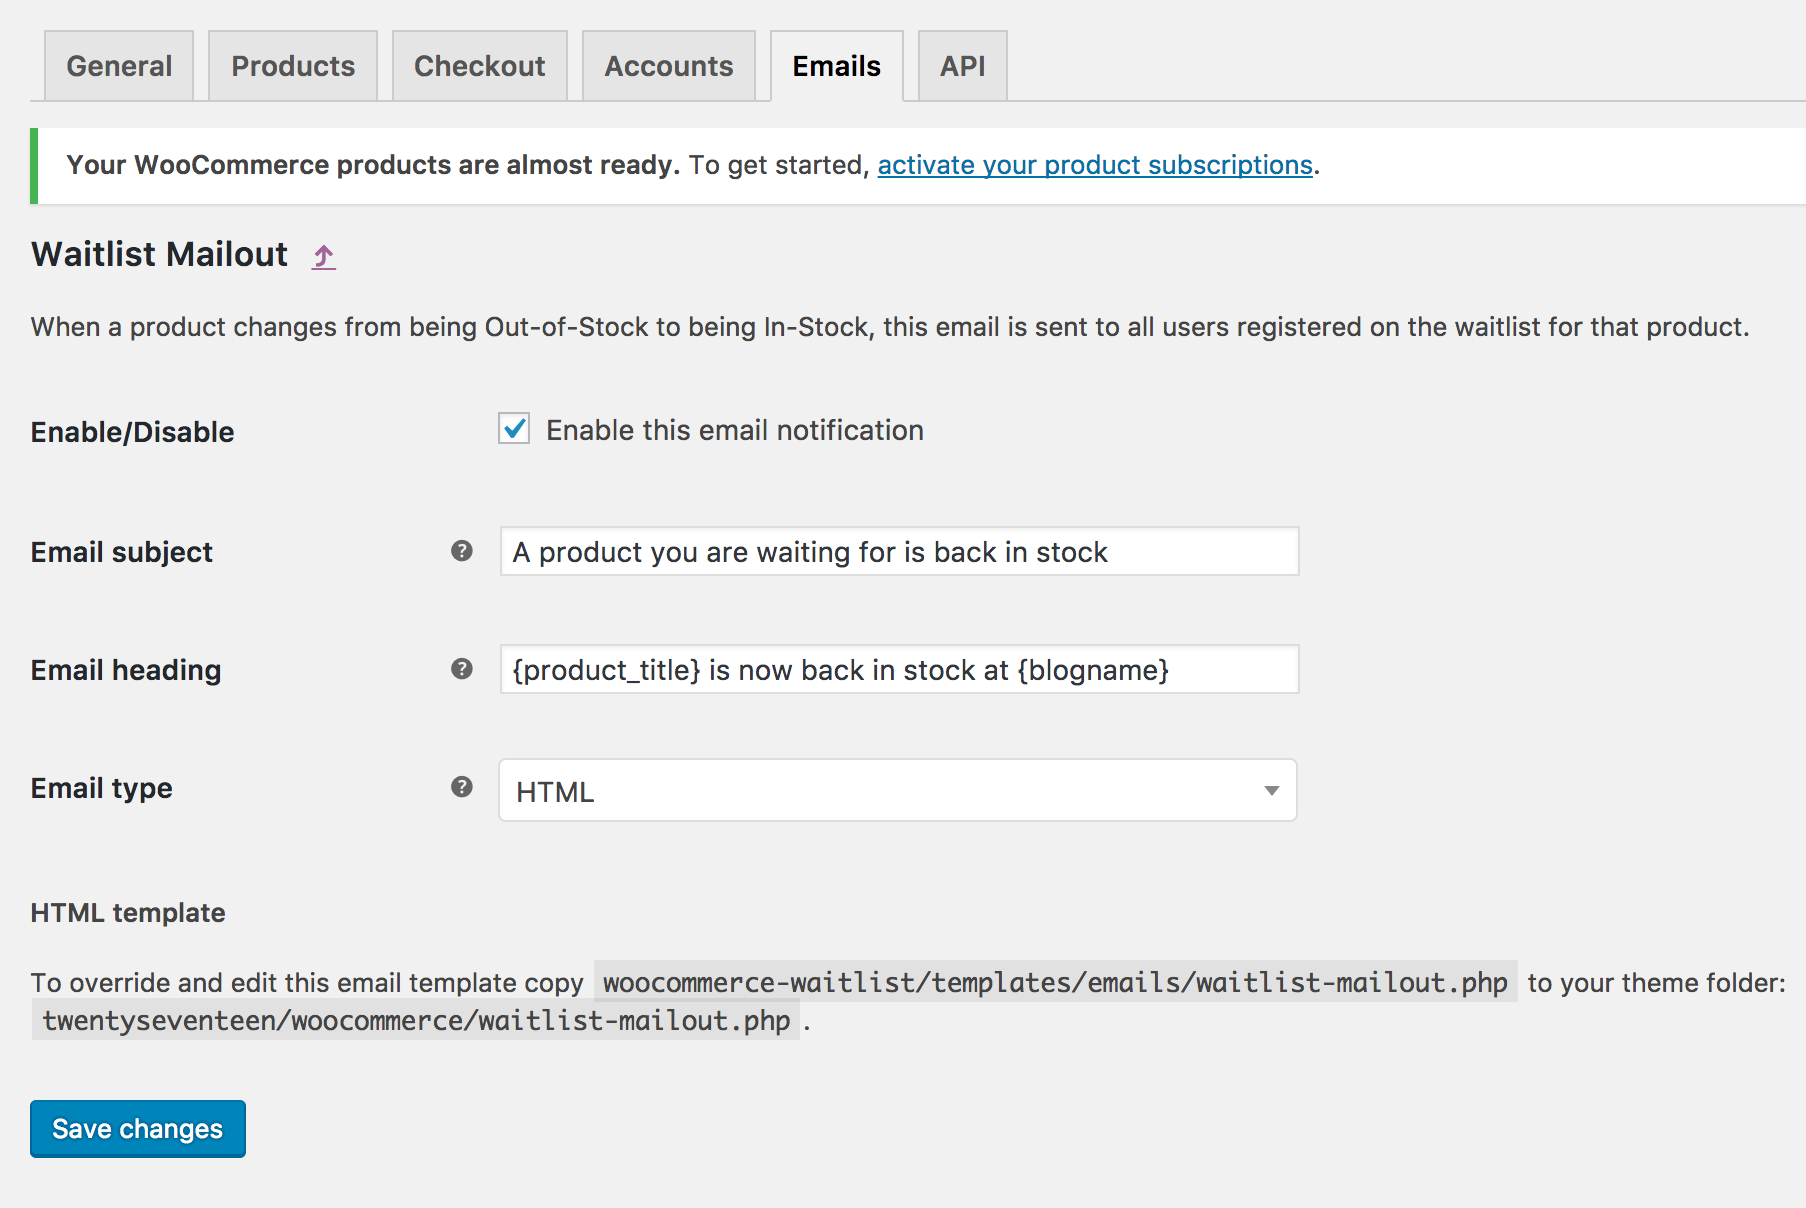 General Products Checkout Accounts Emails API
Your WooCommerce products are almost ready. To get started, activate your product subscriptions.
Waitlist Mailout
When a product changes from being Out-of-Stock to being In-Stock, this email is sent to all users registered on the waitlist for that product.
Enable/Disable Enable this email notification
Email subject A product you are waiting for is back in stock
Email heading {product_title} is now back in stock at {blogname}
Email type HTML
HTML template
To override and edit this email template copy woocommerce-waitlist/templates/emails/waitlist-mailout.php to your theme folder:
twentyseventeen/woocommerce/waitlist-mailout.php .
Save changes